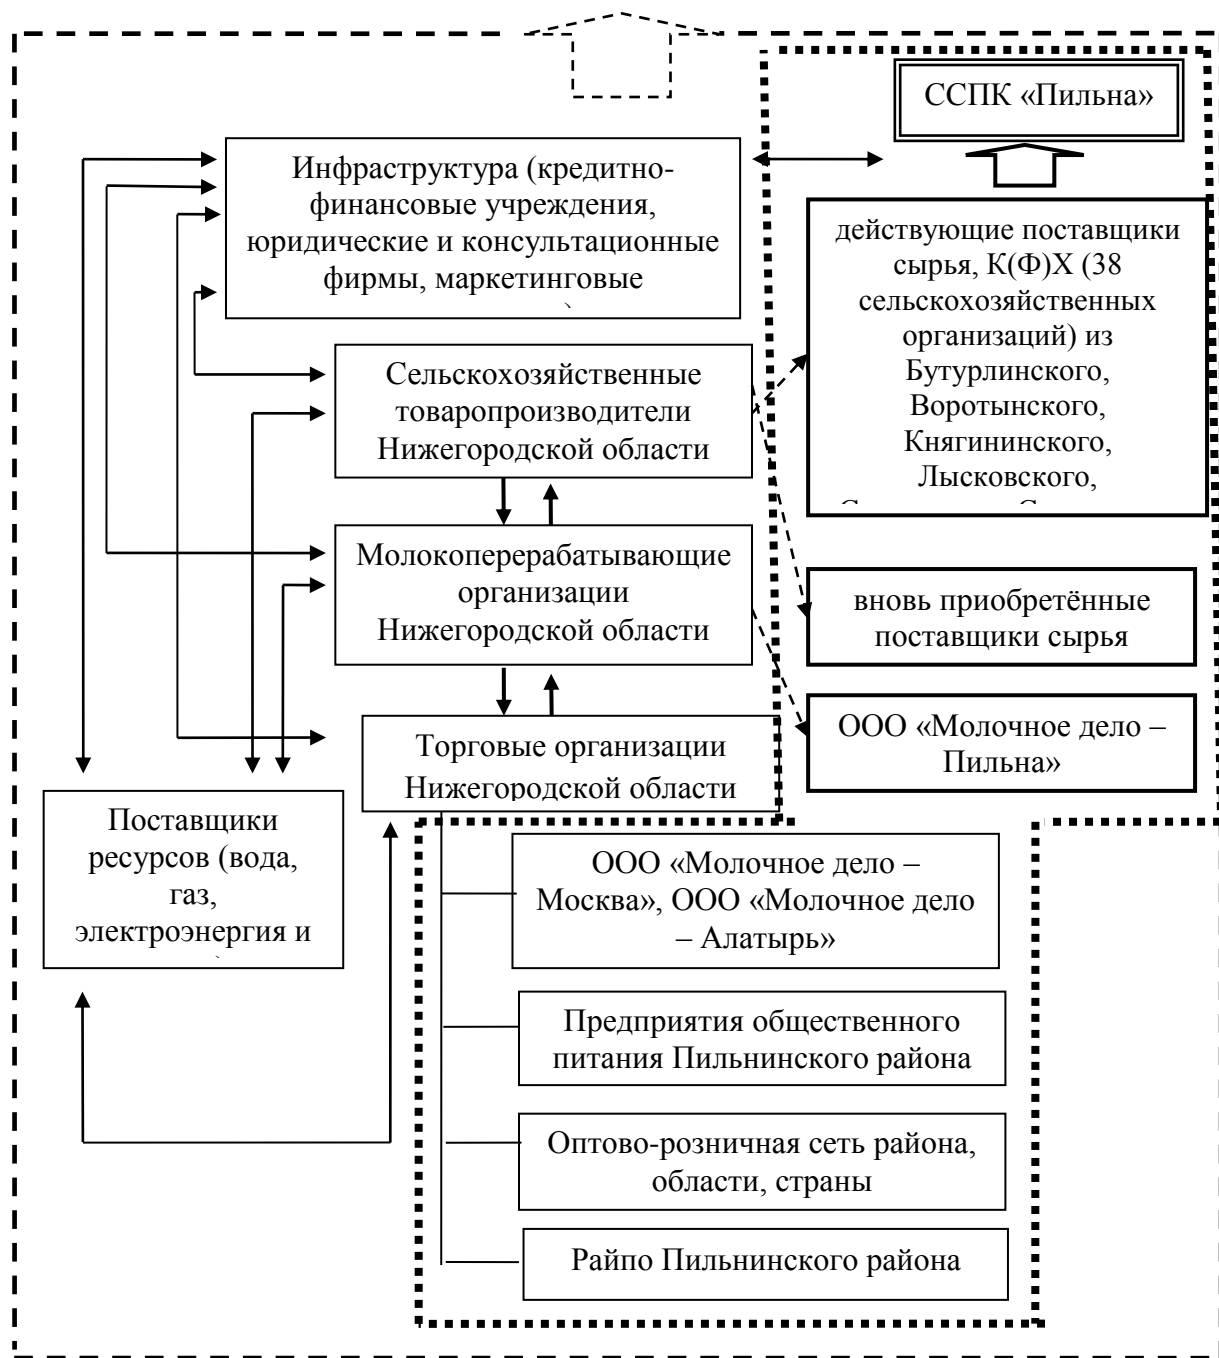 ССПК «Пильна»
Инфраструктура (кредитно-
финансовые учреждения,
юридические и консультационные
фирмы, маркетинговые
действующие поставщики
сырья, К(Ф)Х (38
сельскохозяйственных
организаций) из
Бутурлинского,
Воротынского,
Княгининского,
Лысковского,
Сельскохозяйственные
товаропроизводители
Нижегородской области
Молокоперерабатывающие
организации
Нижегородской области
вновь приобретённые
поставщики сырья
ООО «Молочное дело –
Пильна»
Торговые организации
Нижегородской области
Поставщики
ресурсов (вода,
газ,
электроэнергия и
ООО «Молочное дело –
Москва», ООО «Молочное дело
– Алатырь»
Предприятия общественного
питания Пильнинского района
Оптово-розничная сеть района,
области, страны
Райпо Пильнинского района